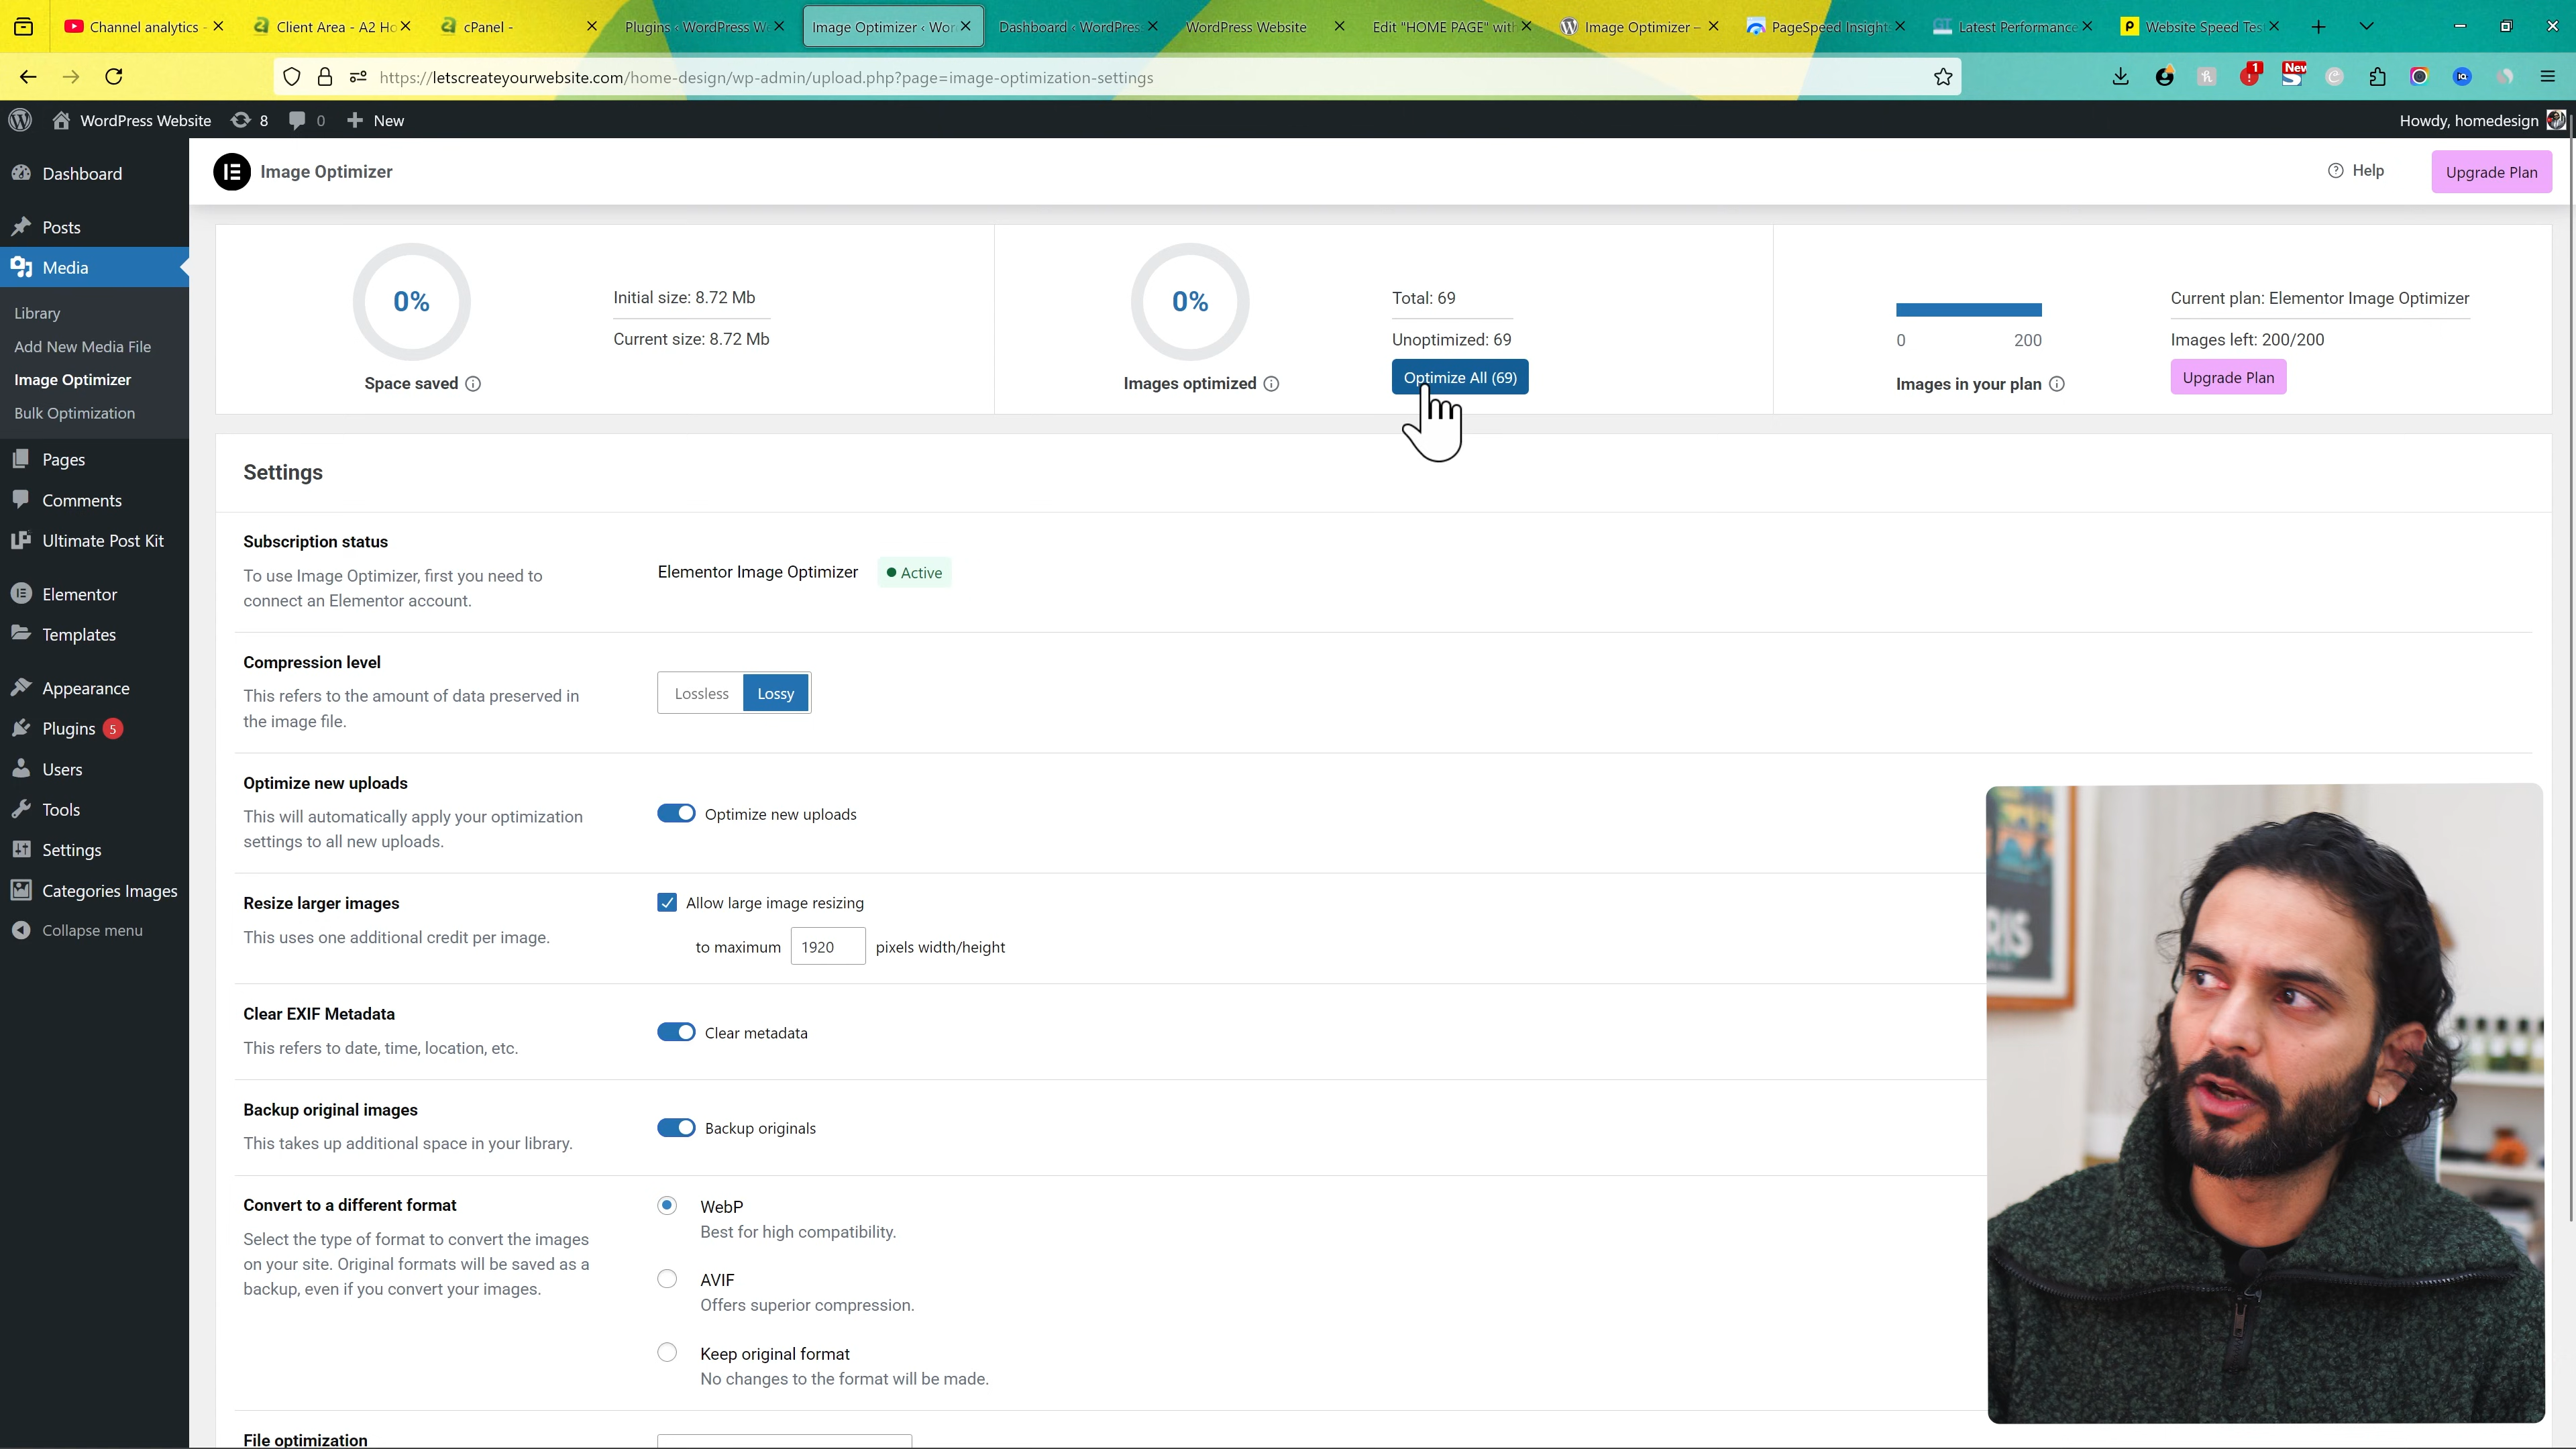 Channel analytics -
Client Area - A2 Ho
cPanel -
Plugins ‹ WordPress W
Image Optimizer ‹ Wor
Dashboard ‹ WordPres
WordPress Website
Edit "HOME PAGE" with
Image Optimizer –
PageSpeed Insight
Latest Performance
Website Speed Tes
https://letscreateyourwebsite.com/home-design/wp-admin/upload.php?page=image-optimization-settings
1
New
WordPress Website
8
0
New
Howdy, homedesign
Dashboard
Posts
Media
Library
Add New Media File
Image Optimizer
Bulk Optimization
Pages
Comments
Ultimate Post Kit
Elementor
Templates
Appearance
Plugins 5
Users
Tools
Settings
Categories Images
Collapse menu
Image Optimizer
Help
Upgrade Plan
0%
Space saved
Initial size: 8.72 Mb
Current size: 8.72 Mb
0%
Images optimized
Total: 69
Unoptimized: 69
Optimize All (69)
0 200
Images in your plan
Current plan: Elementor Image Optimizer
Images left: 200/200
Upgrade Plan
Settings
Subscription status
To use Image Optimizer, first you need to
connect an Elementor account.
Elementor Image Optimizer
Active
Compression level
This refers to the amount of data preserved in
the image file.
Lossless Lossy
Optimize new uploads
This will automatically apply your optimization
settings to all new uploads.
Optimize new uploads
Resize larger images
This uses one additional credit per image.
Allow large image resizing
to maximum 1920 pixels width/height
Clear EXIF Metadata
This refers to date, time, location, etc.
Clear metadata
Backup original images
This takes up additional space in your library.
Backup originals
Convert to a different format
Select the type of format to convert the images
on your site. Original formats will be saved as a
backup, even if you convert your images.
WebP
Best for high compatibility.
AVIF
Offers superior compression.
Keep original format
No changes to the format will be made.
File optimization
RIS